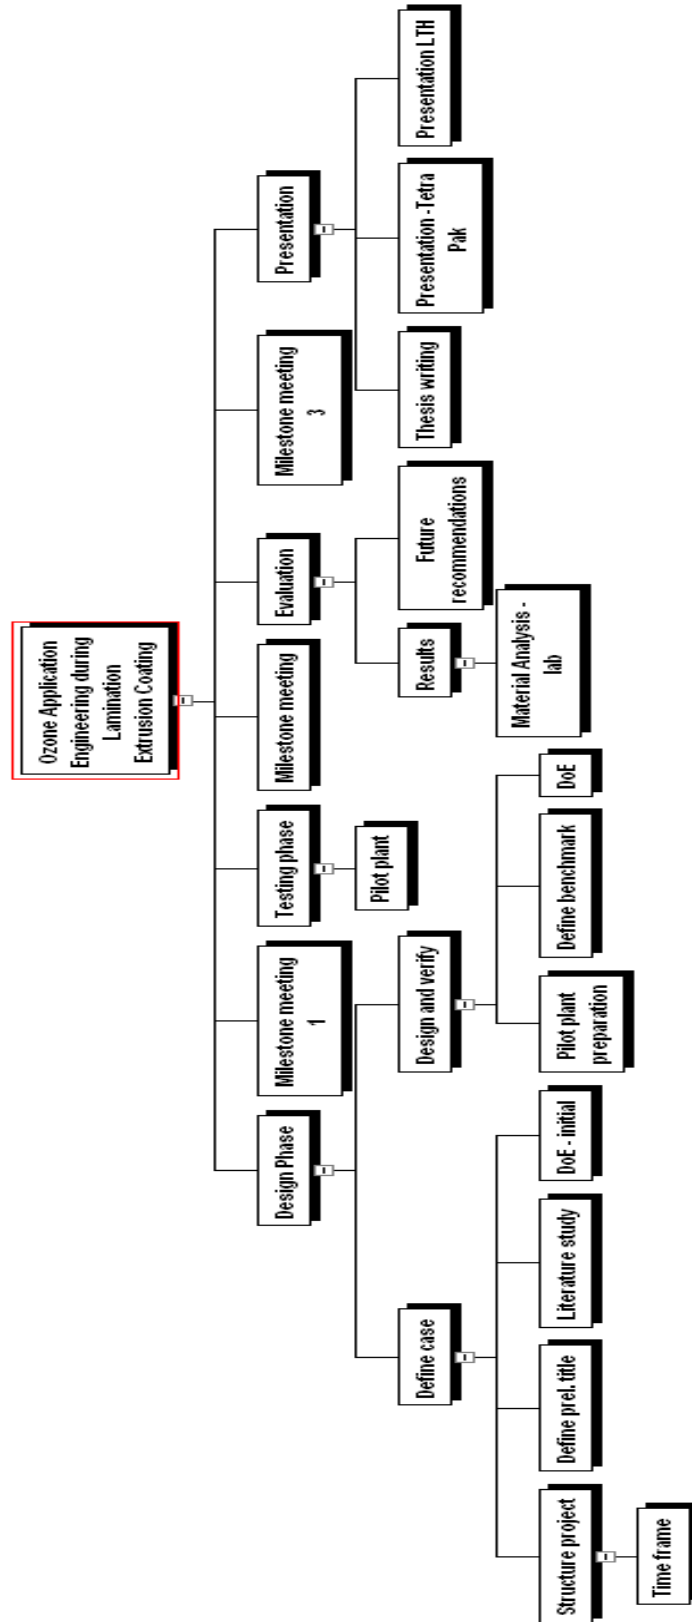 Ozone Application
Engineering during
Lamination
Extrusion Coating
Design Phase
Milestone meeting
1
Testing phase
Milestone meeting
Evaluation
Milestone meeting
3
Presentation
Define case
Design and verify
Pilot plant
Results
Future
recommendations
Thesis writing
Presentation -Tetra
Pak
Presentation LTH
Structure project
Define prel. title
Literature study
DoE - initial
Pilot plant
preparation
Define benchmark
DoE
Material Analysis -
lab
Time frame